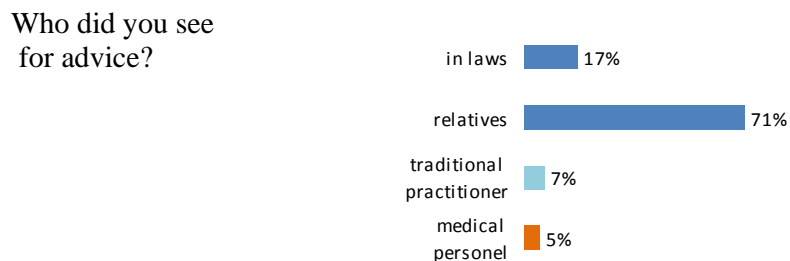 Who did you see
for advice?
in laws
17%
relatives
71%
traditional
practitioner
7%
medical
personel
5%